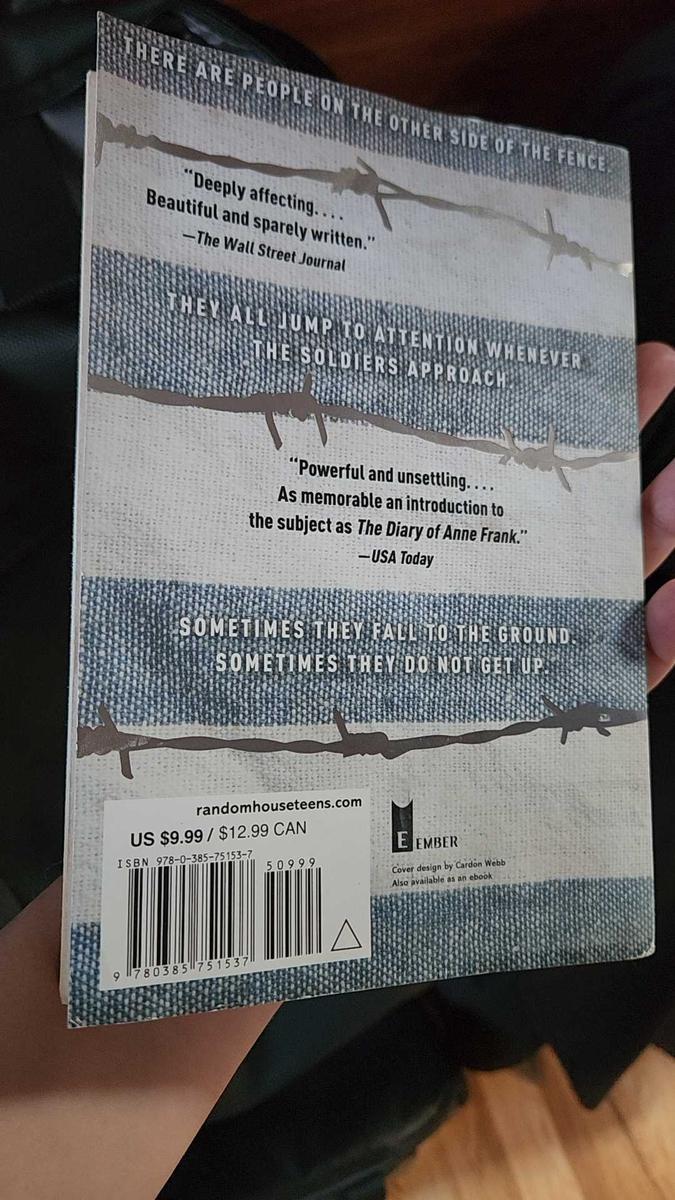 THERE ARE PEOPLE ON THE OTHER SIDE OF THE FENCE.
“Deeply affecting. . . .
Beautiful and sparely written.”
—The Wall Street Journal
THEY ALL JUMP TO ATTENTION WHENEVER
THE SOLDIERS APPROACH.
“Powerful and unsettling. . . .
As memorable an introduction to
the subject as The Diary of Anne Frank.”
—USA Today
SOMETIMES THEY FALL TO THE GROUND.
SOMETIMES THEY DO NOT GET UP.
randomhouseteens.com
US $9.99 / $12.99 CAN
ISBN 978-0-385-75153-7
50999
9 780385 751537
E EMBER
Cover design by Cardon Webb
Also available as an ebook